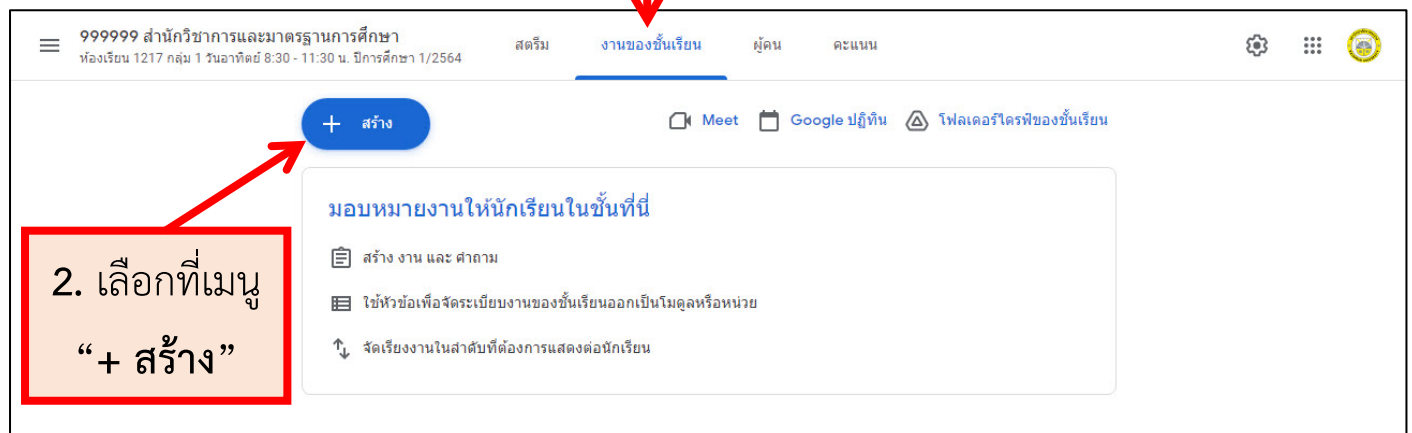 999999 สำนักวิชาการและมาตรฐานการศึกษา
ห้องเรียน 1217 กลุ่ม 1 วันอาทิตย์ 8:30 - 11:30 น. ปีการศึกษา 1/2564
สตรีม งานของชั้นเรียน ผู้คน คะแนน
+ สร้าง
Meet Google ปฏิทิน โฟลเดอร์ไดรฟ์ของชั้นเรียน
มอบหมายงานให้นักเรียนในชั้นที่นี่
สร้าง งาน และ คำถาม
ใช้หัวข้อเพื่อจัดระเบียบงานของชั้นเรียนออกเป็นโมดูลหรือหน่วย
จัดเรียงงานในลำดับที่ต้องการแสดงต่อนักเรียน
2. เลือกที่เมนู
“+ สร้าง”